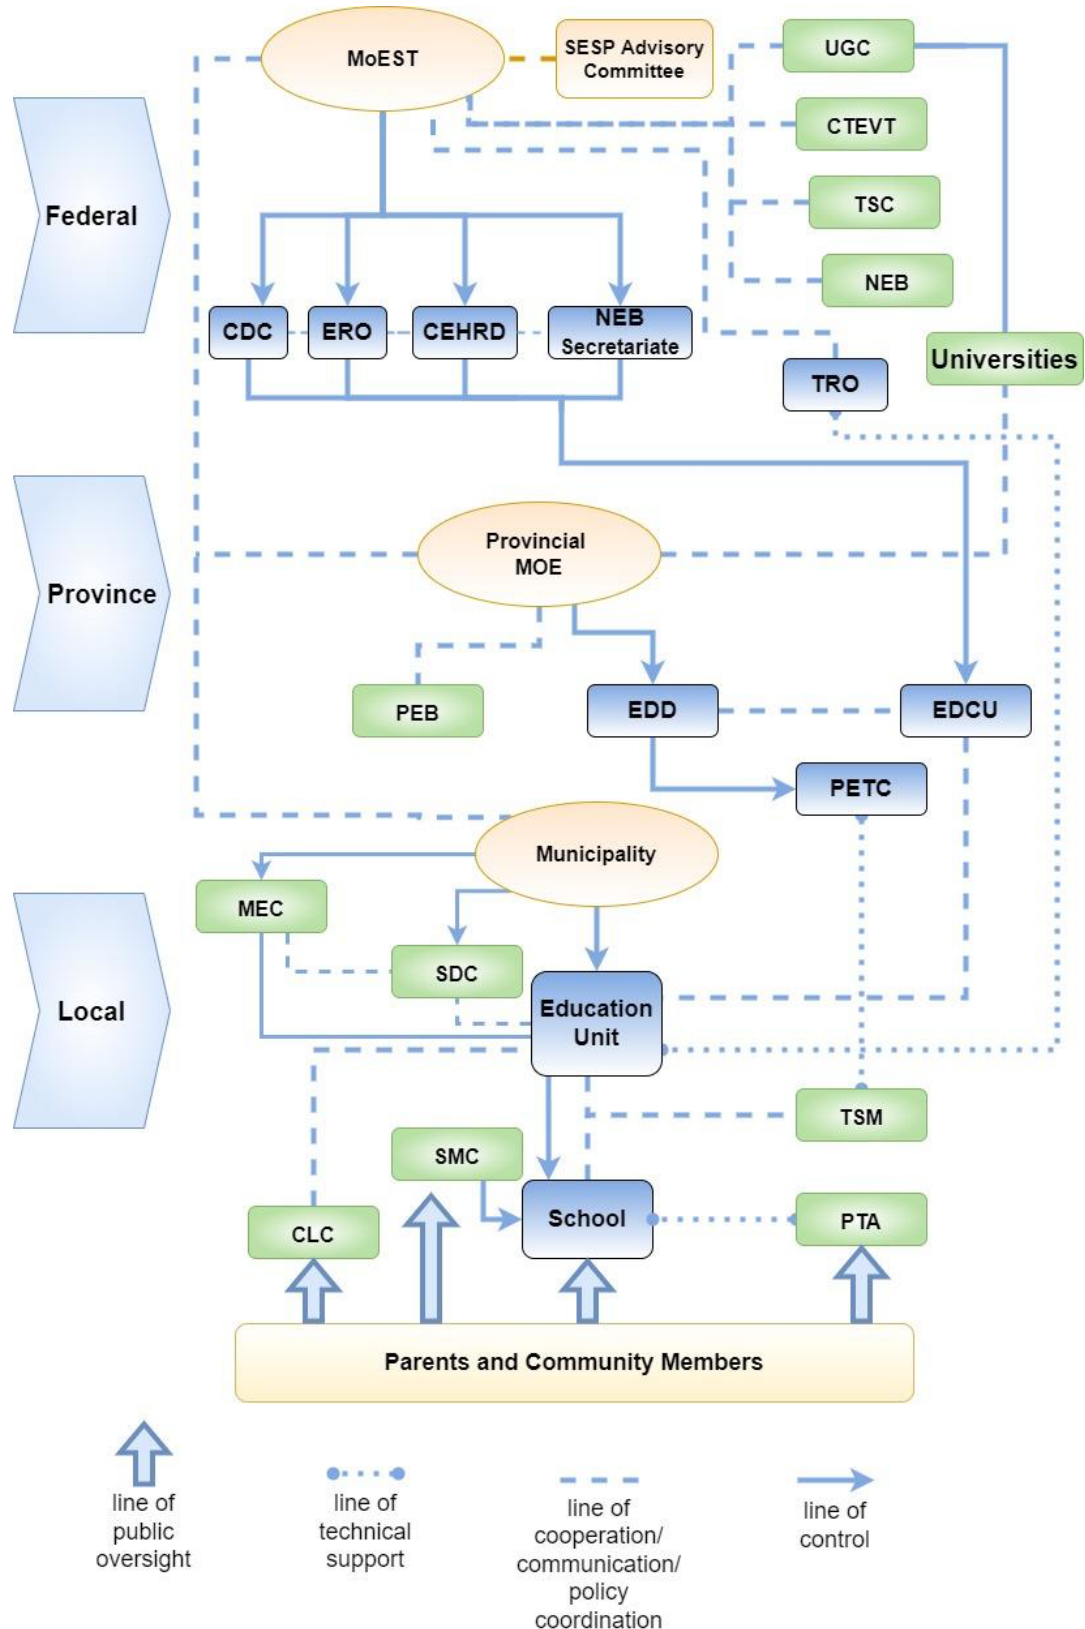 MoEST
SESP Advisory
Committee
UGC
CTEVT
Federal
TSC
NEB
CDC
ERO
CEHRD
NEB
Secretariate
Universities
TRO
Province
Provincial
MOE
PEB
EDD
EDCU
PETC
Municipality
MEC
SDC
Local
Education
Unit
TSM
SMC
School
PTA
CLC
Parents and Community Members
line of
public
oversight
line of
technical
support
line of
cooperation/
communication/
policy
coordination
line of
control